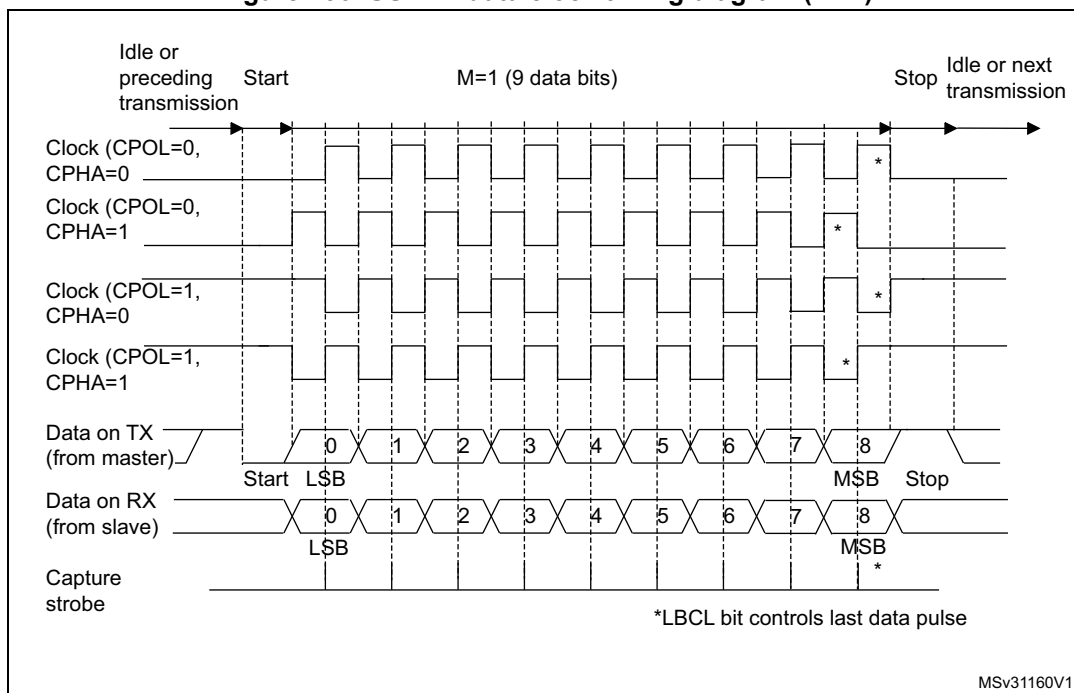 Idle or
preceding
transmission
Start
M=1 (9 data bits)
Stop
Idle or next
transmission
Clock (CPOL=0,
CPHA=0
*
Clock (CPOL=0,
CPHA=1
*
Clock (CPOL=1,
CPHA=0
*
Clock (CPOL=1,
CPHA=1
*
Data on TX
(from master)
0 1 2 3 4 5 6 7 8
Start LSB MSB Stop
Data on RX
(from slave)
0 1 2 3 4 5 6 7 8
LSB MSB
Capture
strobe
*
*LBCL bit controls last data pulse
MSv31160V1